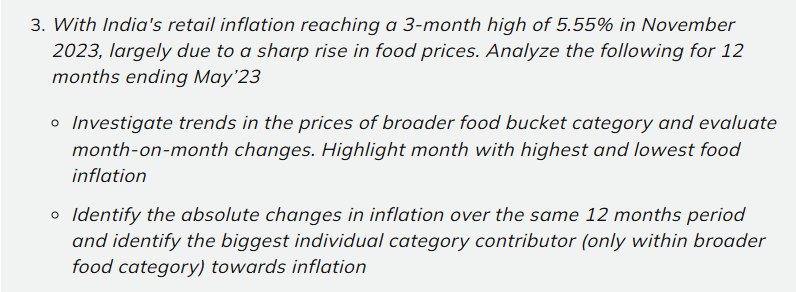 3. With India's retail inflation reaching a 3-month high of 5.55% in November
2023, largely due to a sharp rise in food prices. Analyze the following for 12
months ending May'23
Investigate trends in the prices of broader food bucket category and evaluate
month-on-month changes. Highlight month with highest and lowest food
inflation
Identify the absolute changes in inflation over the same 12 months period
and identify the biggest individual category contributor (only within broader
food category) towards inflation